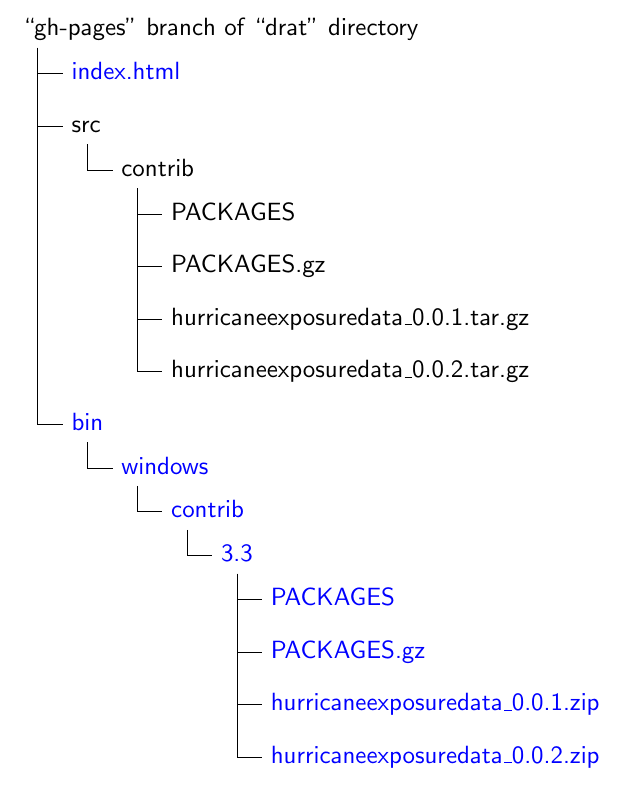 “gh-pages” branch of “drat” directory
index.html
src
contrib
PACKAGES
PACKAGES.gz
hurricaneexposuredata_0.0.1.tar.gz
hurricaneexposuredata_0.0.2.tar.gz
bin
windows
contrib
3.3
PACKAGES
PACKAGES.gz
hurricaneexposuredata_0.0.1.zip
hurricaneexposuredata_0.0.2.zip